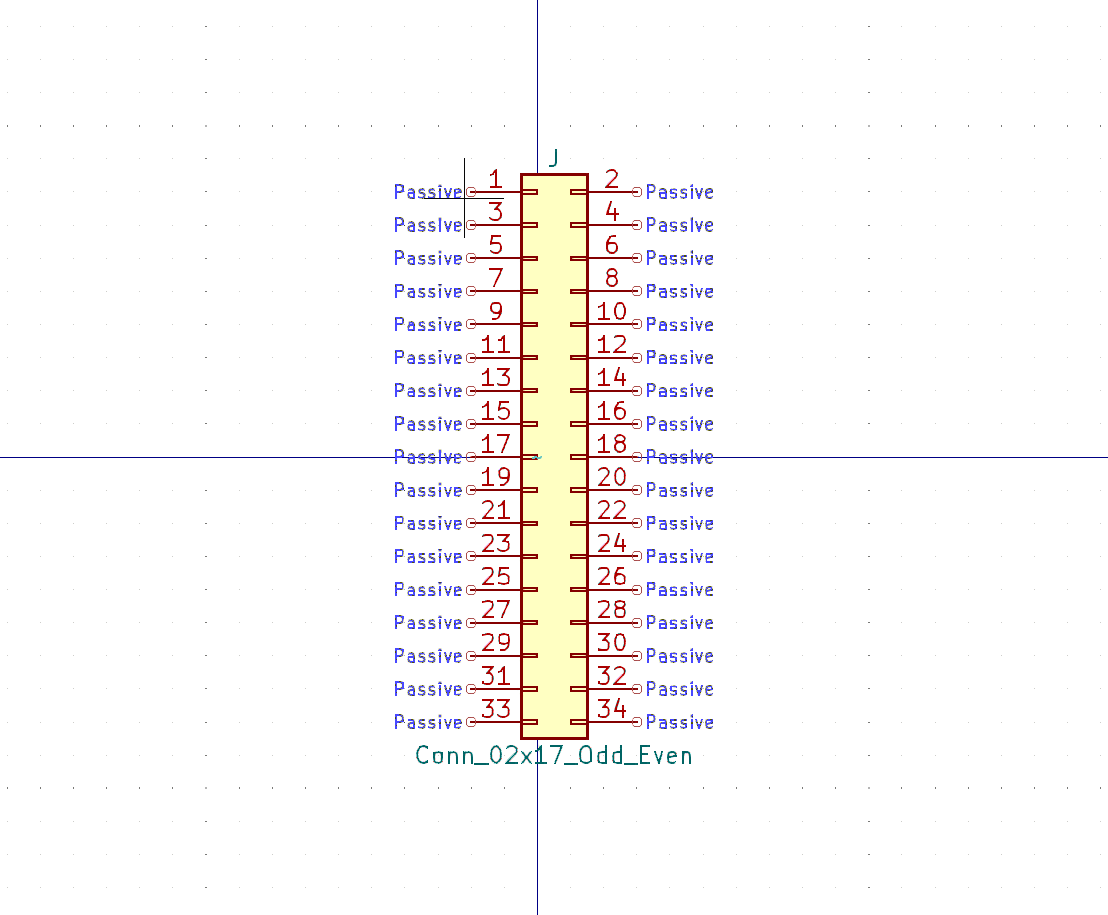 J
Passive 1 2 Passive
Passive 3 4 Passive
Passive 5 6 Passive
Passive 7 8 Passive
Passive 9 10 Passive
Passive 11 12 Passive
Passive 13 14 Passive
Passive 15 16 Passive
Passive 17 18 Passive
Passive 19 20 Passive
Passive 21 22 Passive
Passive 23 24 Passive
Passive 25 26 Passive
Passive 27 28 Passive
Passive 29 30 Passive
Passive 31 32 Passive
Passive 33 34 Passive
Conn_02x17_Odd_Even